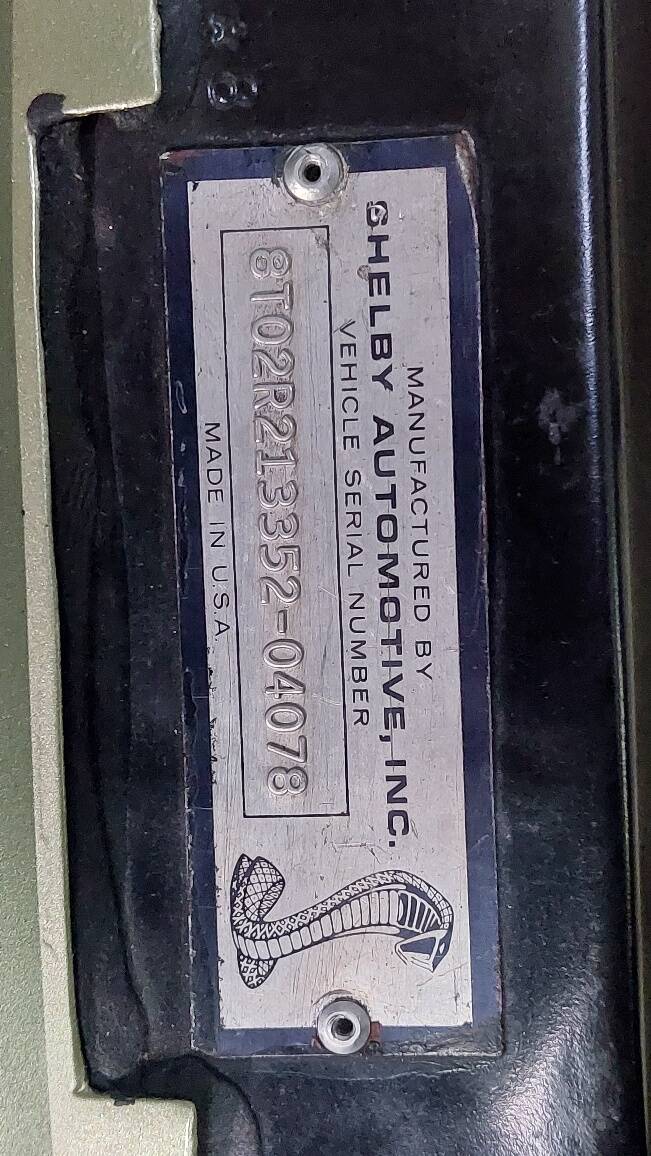 MANUFACTURED BY
SHELBY AUTOMOTIVE, INC.
VEHICLE SERIAL NUMBER
8T02R213352-04078
MADE IN U.S.A.